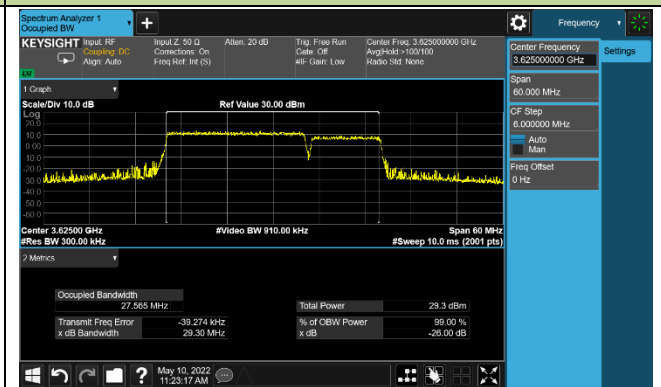 Spectrum Analyzer 1
Occupied BW
Frequency
KEYSIGHT
Input: RF
Coupling: DC
Align: Auto
Input Z: 50 Ω
Corrections: On
Freq Ref: Int (S)
Atten: 20 dB
Trig: Free Run
Gate: Off
#IF Gain: Low
Center Freq: 3.625000000 GHz
Avg|Hold:>100/100
Radio Std: None
Center Frequency
3.625000000 GHz
Settings
Span
60.000 MHz
CF Step
6.000000 MHz
Auto
Man
Freq Offset
0 Hz
1 Graph
Scale/Div 10.0 dB
Ref Value 30.00 dBm
Log
20.0
10.0
0.00
-10.0
-20.0
-30.0
-40.0
-50.0
-60.0
Center 3.62500 GHz
#Video BW 910.00 kHz
Span 60 MHz
#Res BW 300.00 kHz
#Sweep 10.0 ms (2001 pts)
2 Metrics
Occupied Bandwidth
27.565 MHz
Total Power
29.3 dBm
Transmit Freq Error
-39.274 kHz
% of OBW Power
99.00 %
x dB Bandwidth
29.30 MHz
x dB
-26.00 dB
?
May 10, 2022
11:23:17 AM